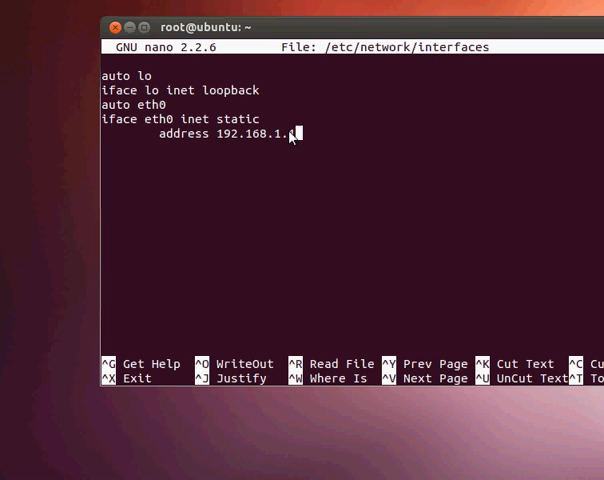 root@ubuntu: ~
GNU nano 2.2.6 File: /etc/network/interfaces
auto lo
iface lo inet loopback
auto eth0
iface eth0 inet static
address 192.168.1.
^G Get Help ^O WriteOut ^R Read File ^Y Prev Page ^K Cut Text ^C Cu
^X Exit ^J Justify ^W Where Is ^V Next Page ^U UnCut Text ^T To